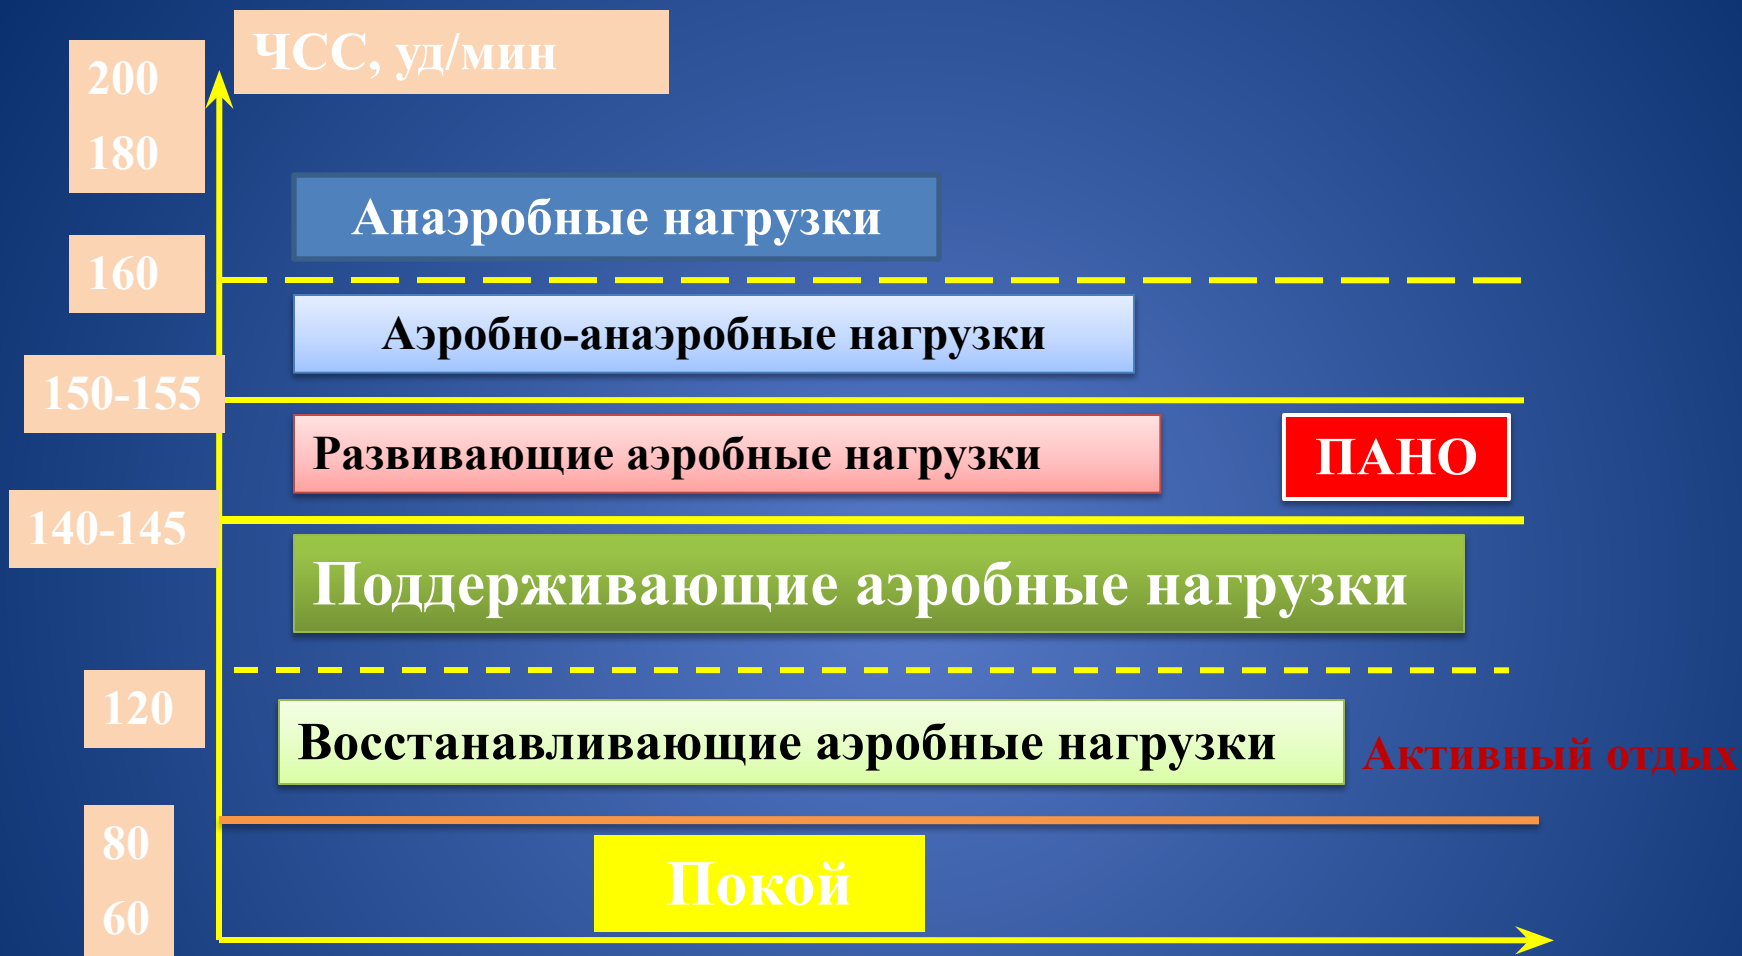 ЧСС, уд/мин
200
180
Анаэробные нагрузки
160
Аэробно-анаэробные нагрузки
150-155
Развивающие аэробные нагрузки
ПАНО
140-145
Поддерживающие аэробные нагрузки
120
Восстанавливающие аэробные нагрузки
Активный отдых
80
Покой
60